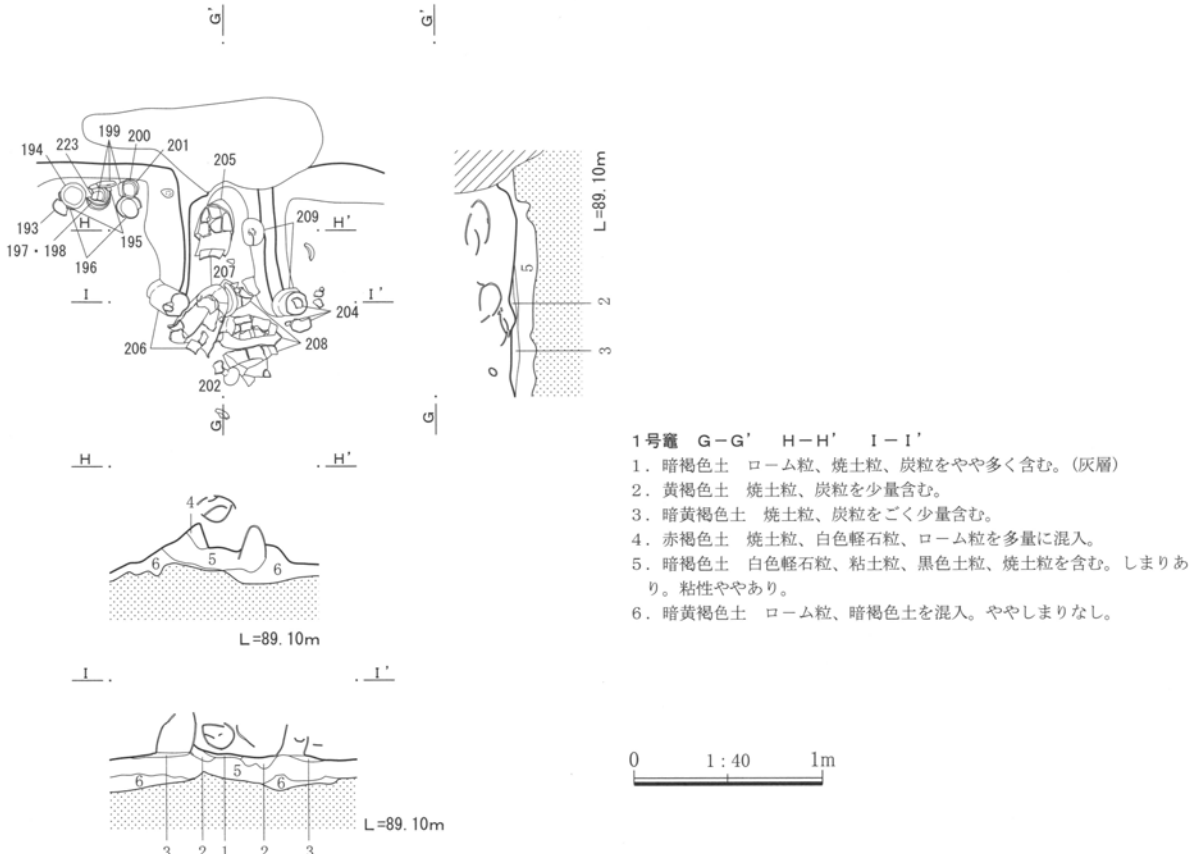 G' G'
199 200
194 223 201
205
193
H 209 H'
197・198 195
196
207
I I'
204
206 208
202
G G
L=89.10m
5
2
3
H H'
4
6 5 6
L=89.10m
I I'
6 5 6
L=89.10m
3 2 1 2 3
1号竈 G-G' H-H' I-I'
1. 暗褐色土 ローム粒、焼土粒、炭粒をやや多く含む。(灰層)
2. 黄褐色土 焼土粒、炭粒を少量含む。
3. 暗黄褐色土 焼土粒、炭粒をごく少量含む。
4. 赤褐色土 焼土粒、白色軽石粒、ローム粒を多量に混入。
5. 暗褐色土 白色軽石粒、粘土粒、黒色土粒、焼土粒を含む。しまりあ
り。粘性ややあり。
6. 暗黄褐色土 ローム粒、暗褐色土を混入。ややしまりなし。
0 1:40 1m